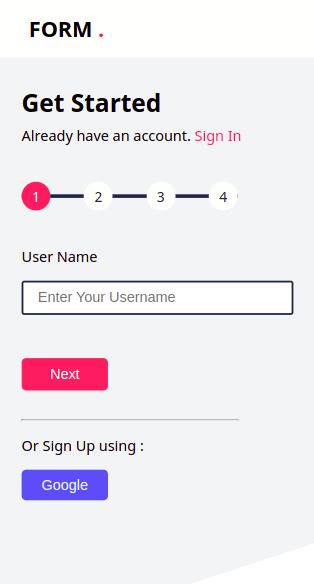 FORM .
Get Started
Already have an account. Sign In
1 2 3 4
User Name
Enter Your Username
Next
Or Sign Up using :
Google